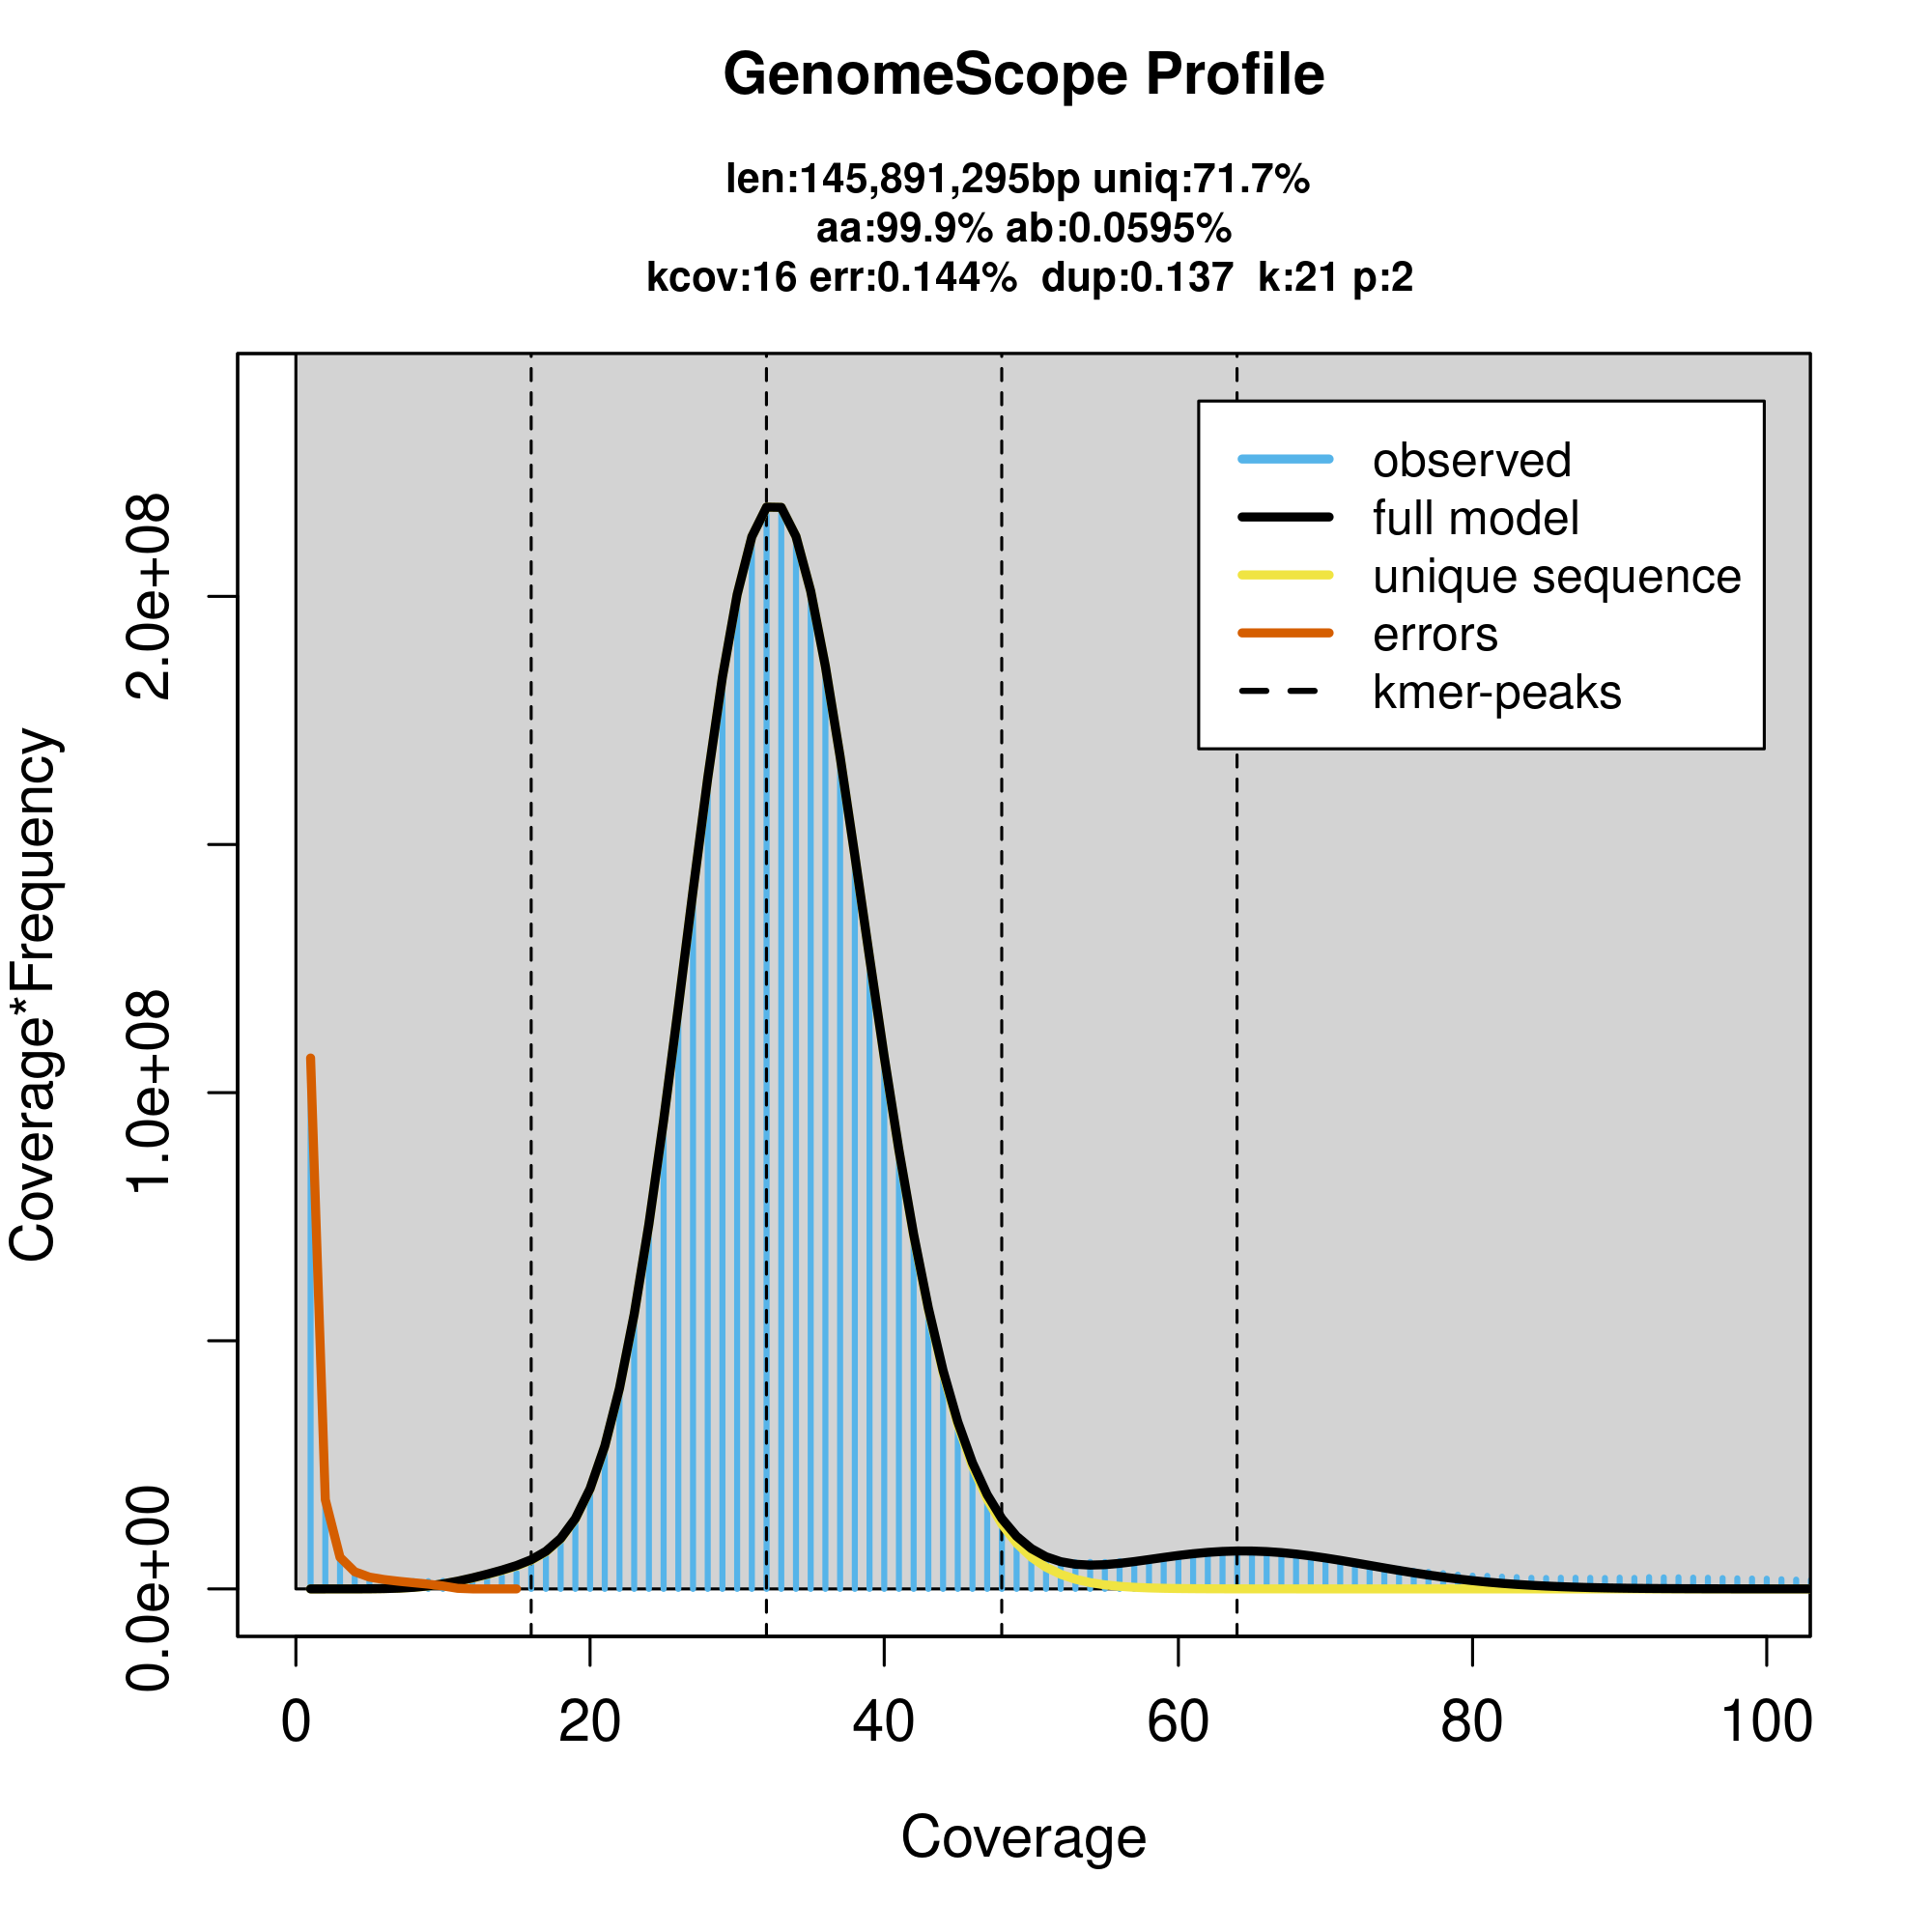 GenomeScope Profile
len:145,891,295bp uniq:71.7%
aa:99.9% ab:0.0595%
kcov:16 err:0.144% dup:0.137 k:21 p:2
observed
full model
unique sequence
errors
kmer-peaks
Coverage*Frequency
2.0e+08
1.0e+08
0.0e+00
0 20 40 60 80 100
Coverage